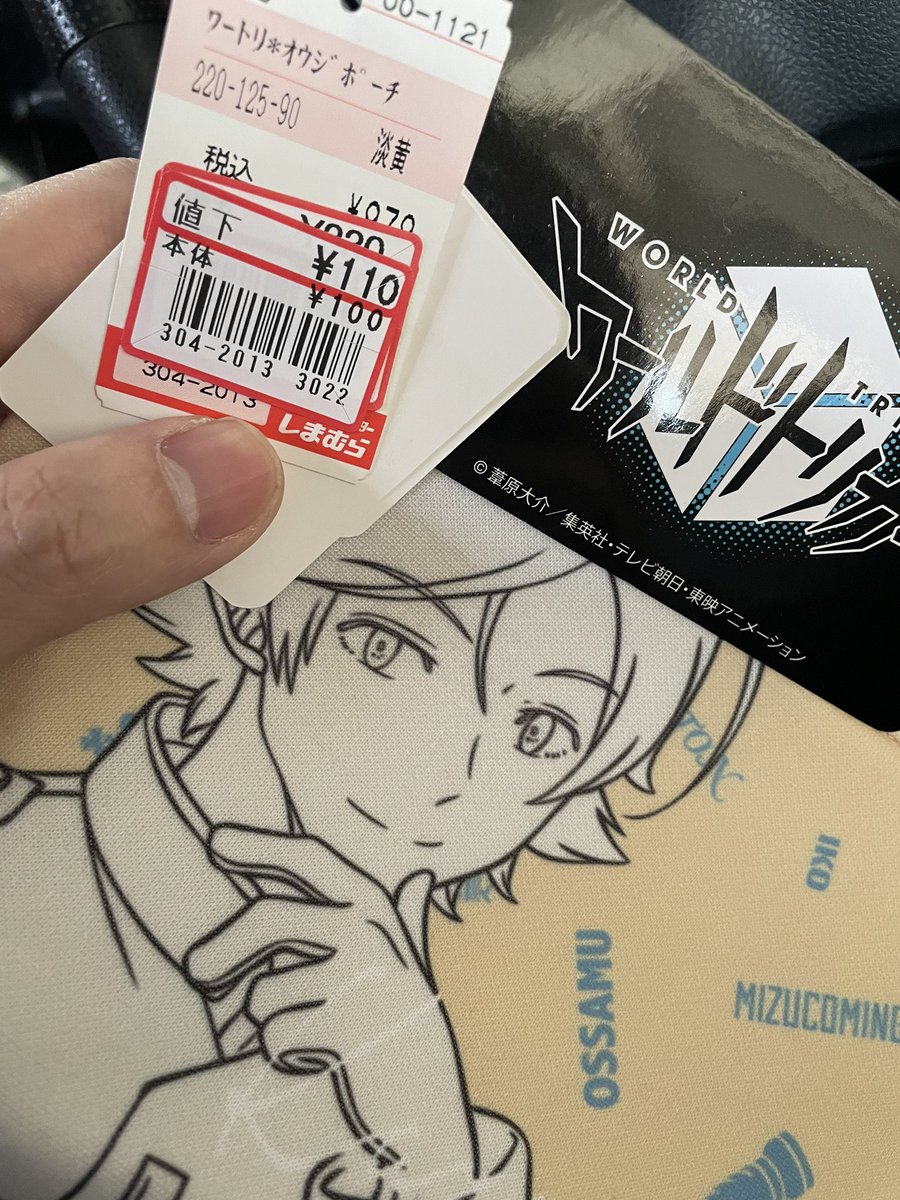 00-1121
ワートリ*オウジポーチ
220-125-90
淡黄
税込
¥979
値下
¥110
本体
¥100
304-2013 3022
304-2013
しまむら
WORLD
ワールドトリガ
TR
©葦原大介/集英社・テレビ朝日・東映アニメーション
IKO
OSSAMU
MIZUCOMING